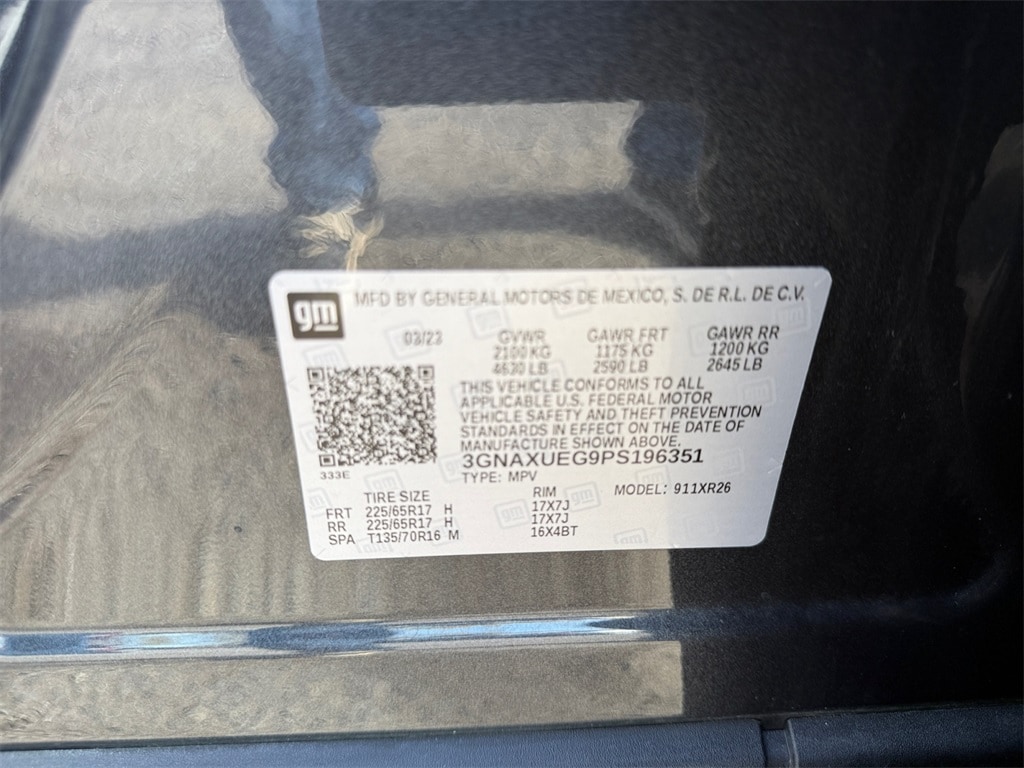 gm MFD BY GENERAL MOTORS DE MEXICO, S. DE R.L. DE C.V.
03/23 GVWR GAWR FRT GAWR RR
2100 KG 1175 KG 1200 KG
4630 LB 2590 LB 2645 LB
THIS VEHICLE CONFORMS TO ALL
APPLICABLE U.S. FEDERAL MOTOR
VEHICLE SAFETY AND THEFT PREVENTION
STANDARDS IN EFFECT ON THE DATE OF
MANUFACTURE SHOWN ABOVE.
3GNAXUEG9PS196351
333E
TYPE: MPV MODEL: 911XR26
TIRE SIZE RIM
FRT 225/65R17 H 17X7J
RR 225/65R17 H 17X7J
SPA T135/70R16 M 16X4BT